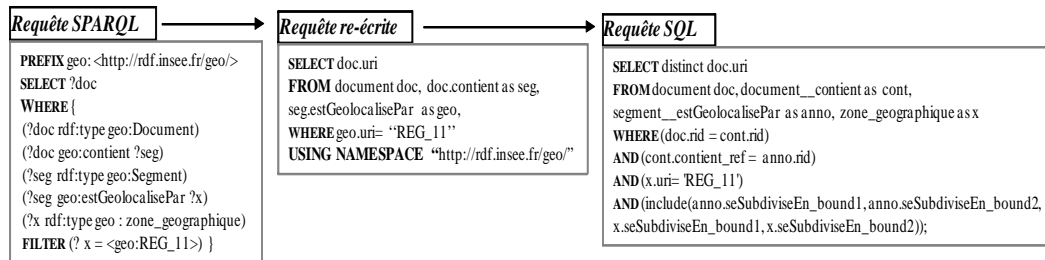 Requête SPARQL
PREFIX geo: <http://rdf.insee.fr/geo/>
SELECT ?doc
WHERE {
(?doc rdf:type geo:Document)
(?doc geo:contient ?seg)
(?seg rdf:type geo:Segment)
(?seg geo:estGeolocalisePar ?x)
(?x rdf:type geo : zone_geographique)
FILTER (? x = <geo:REG_11>) }
Requête re-écrite
SELECT doc.uri
FROM document doc, doc.contient as seg,
seg.estGeolocalisePar as geo,
WHERE geo.uri= “REG_11”
USING NAMESPACE “http://rdf.insee.fr/geo/”
Requête SQL
SELECT distinct doc.uri
FROM document doc, document__contient as cont,
segment__estGeolocalisePar as anno, zone_geographique as x
WHERE (doc.rid = cont.rid)
AND (cont.contient_ref = anno.rid)
AND (x.uri= 'REG_11')
AND (include(anno.seSubdiviseEn_bound1, anno.seSubdiviseEn_bound2,
x.seSubdiviseEn_bound1, x.seSubdiviseEn_bound2));